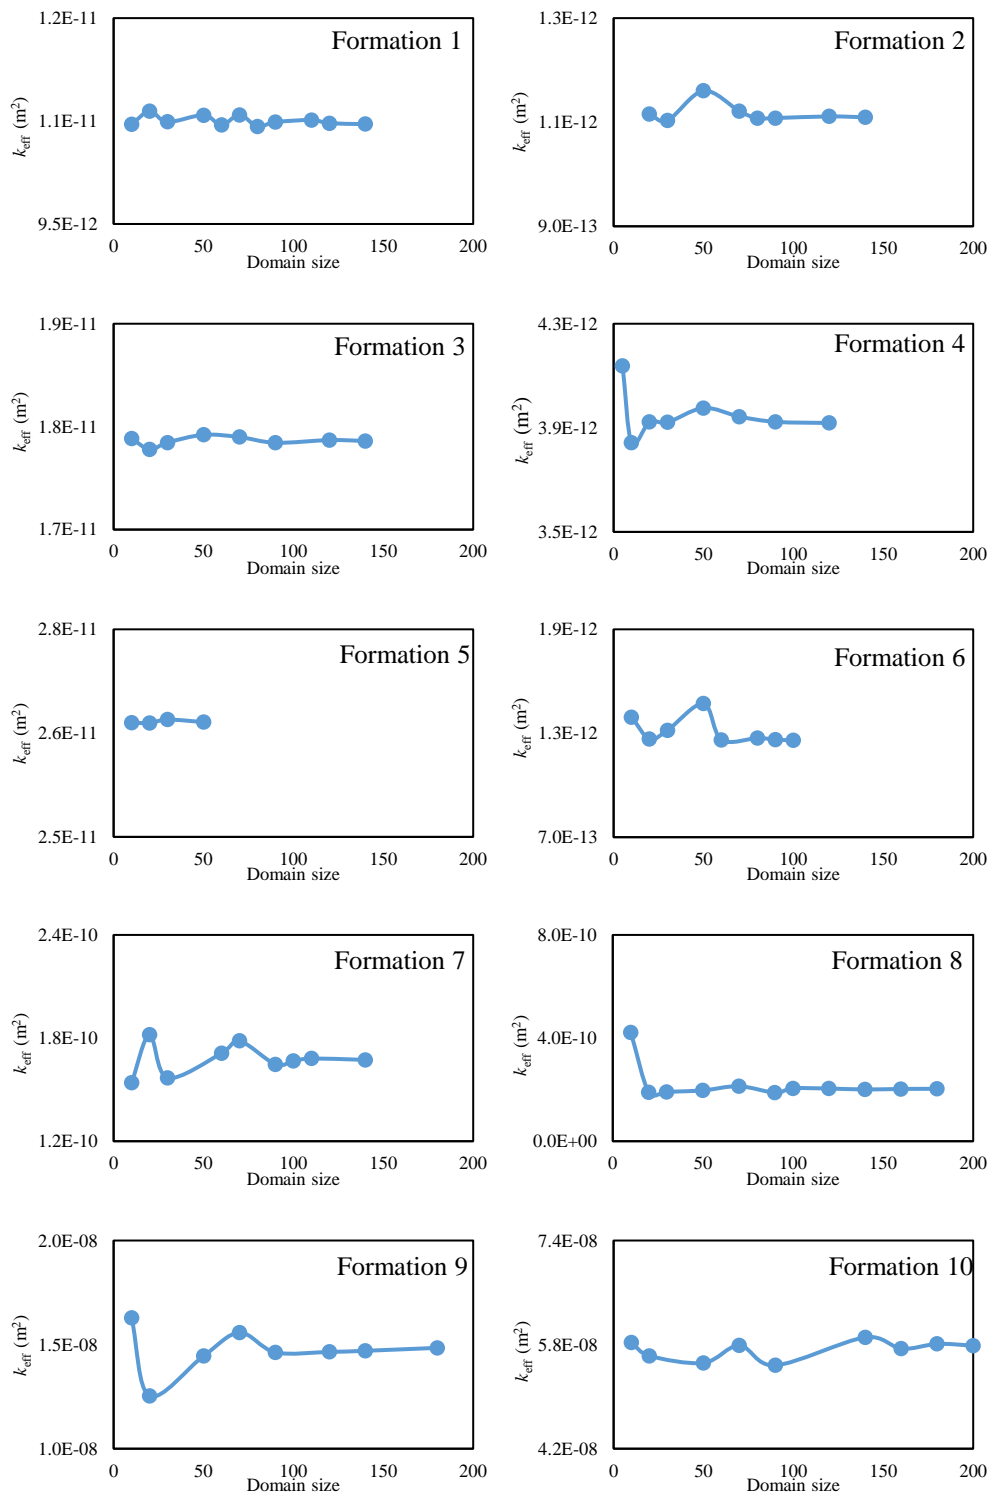 Formation 1
1.2E-11
1.1E-11
9.5E-12
k_eff (m²)
0 50 100 150 200
Domain size
Formation 2
1.3E-12
1.1E-12
9.0E-13
k_eff (m²)
0 50 100 150 200
Domain size
Formation 3
1.9E-11
1.8E-11
1.7E-11
k_eff (m²)
0 50 100 150 200
Domain size
Formation 4
4.3E-12
3.9E-12
3.5E-12
k_eff (m²)
0 50 100 150 200
Domain size
Formation 5
2.8E-11
2.6E-11
2.5E-11
k_eff (m²)
0 50 100 150 200
Domain size
Formation 6
1.9E-12
1.3E-12
7.0E-13
k_eff (m²)
0 50 100 150 200
Domain size
Formation 7
2.4E-10
1.8E-10
1.2E-10
k_eff (m²)
0 50 100 150 200
Domain size
Formation 8
8.0E-10
4.0E-10
0.0E+00
k_eff (m²)
0 50 100 150 200
Domain size
Formation 9
2.0E-08
1.5E-08
1.0E-08
k_eff (m²)
0 50 100 150 200
Domain size
Formation 10
7.4E-08
5.8E-08
4.2E-08
k_eff (m²)
0 50 100 150 200
Domain size